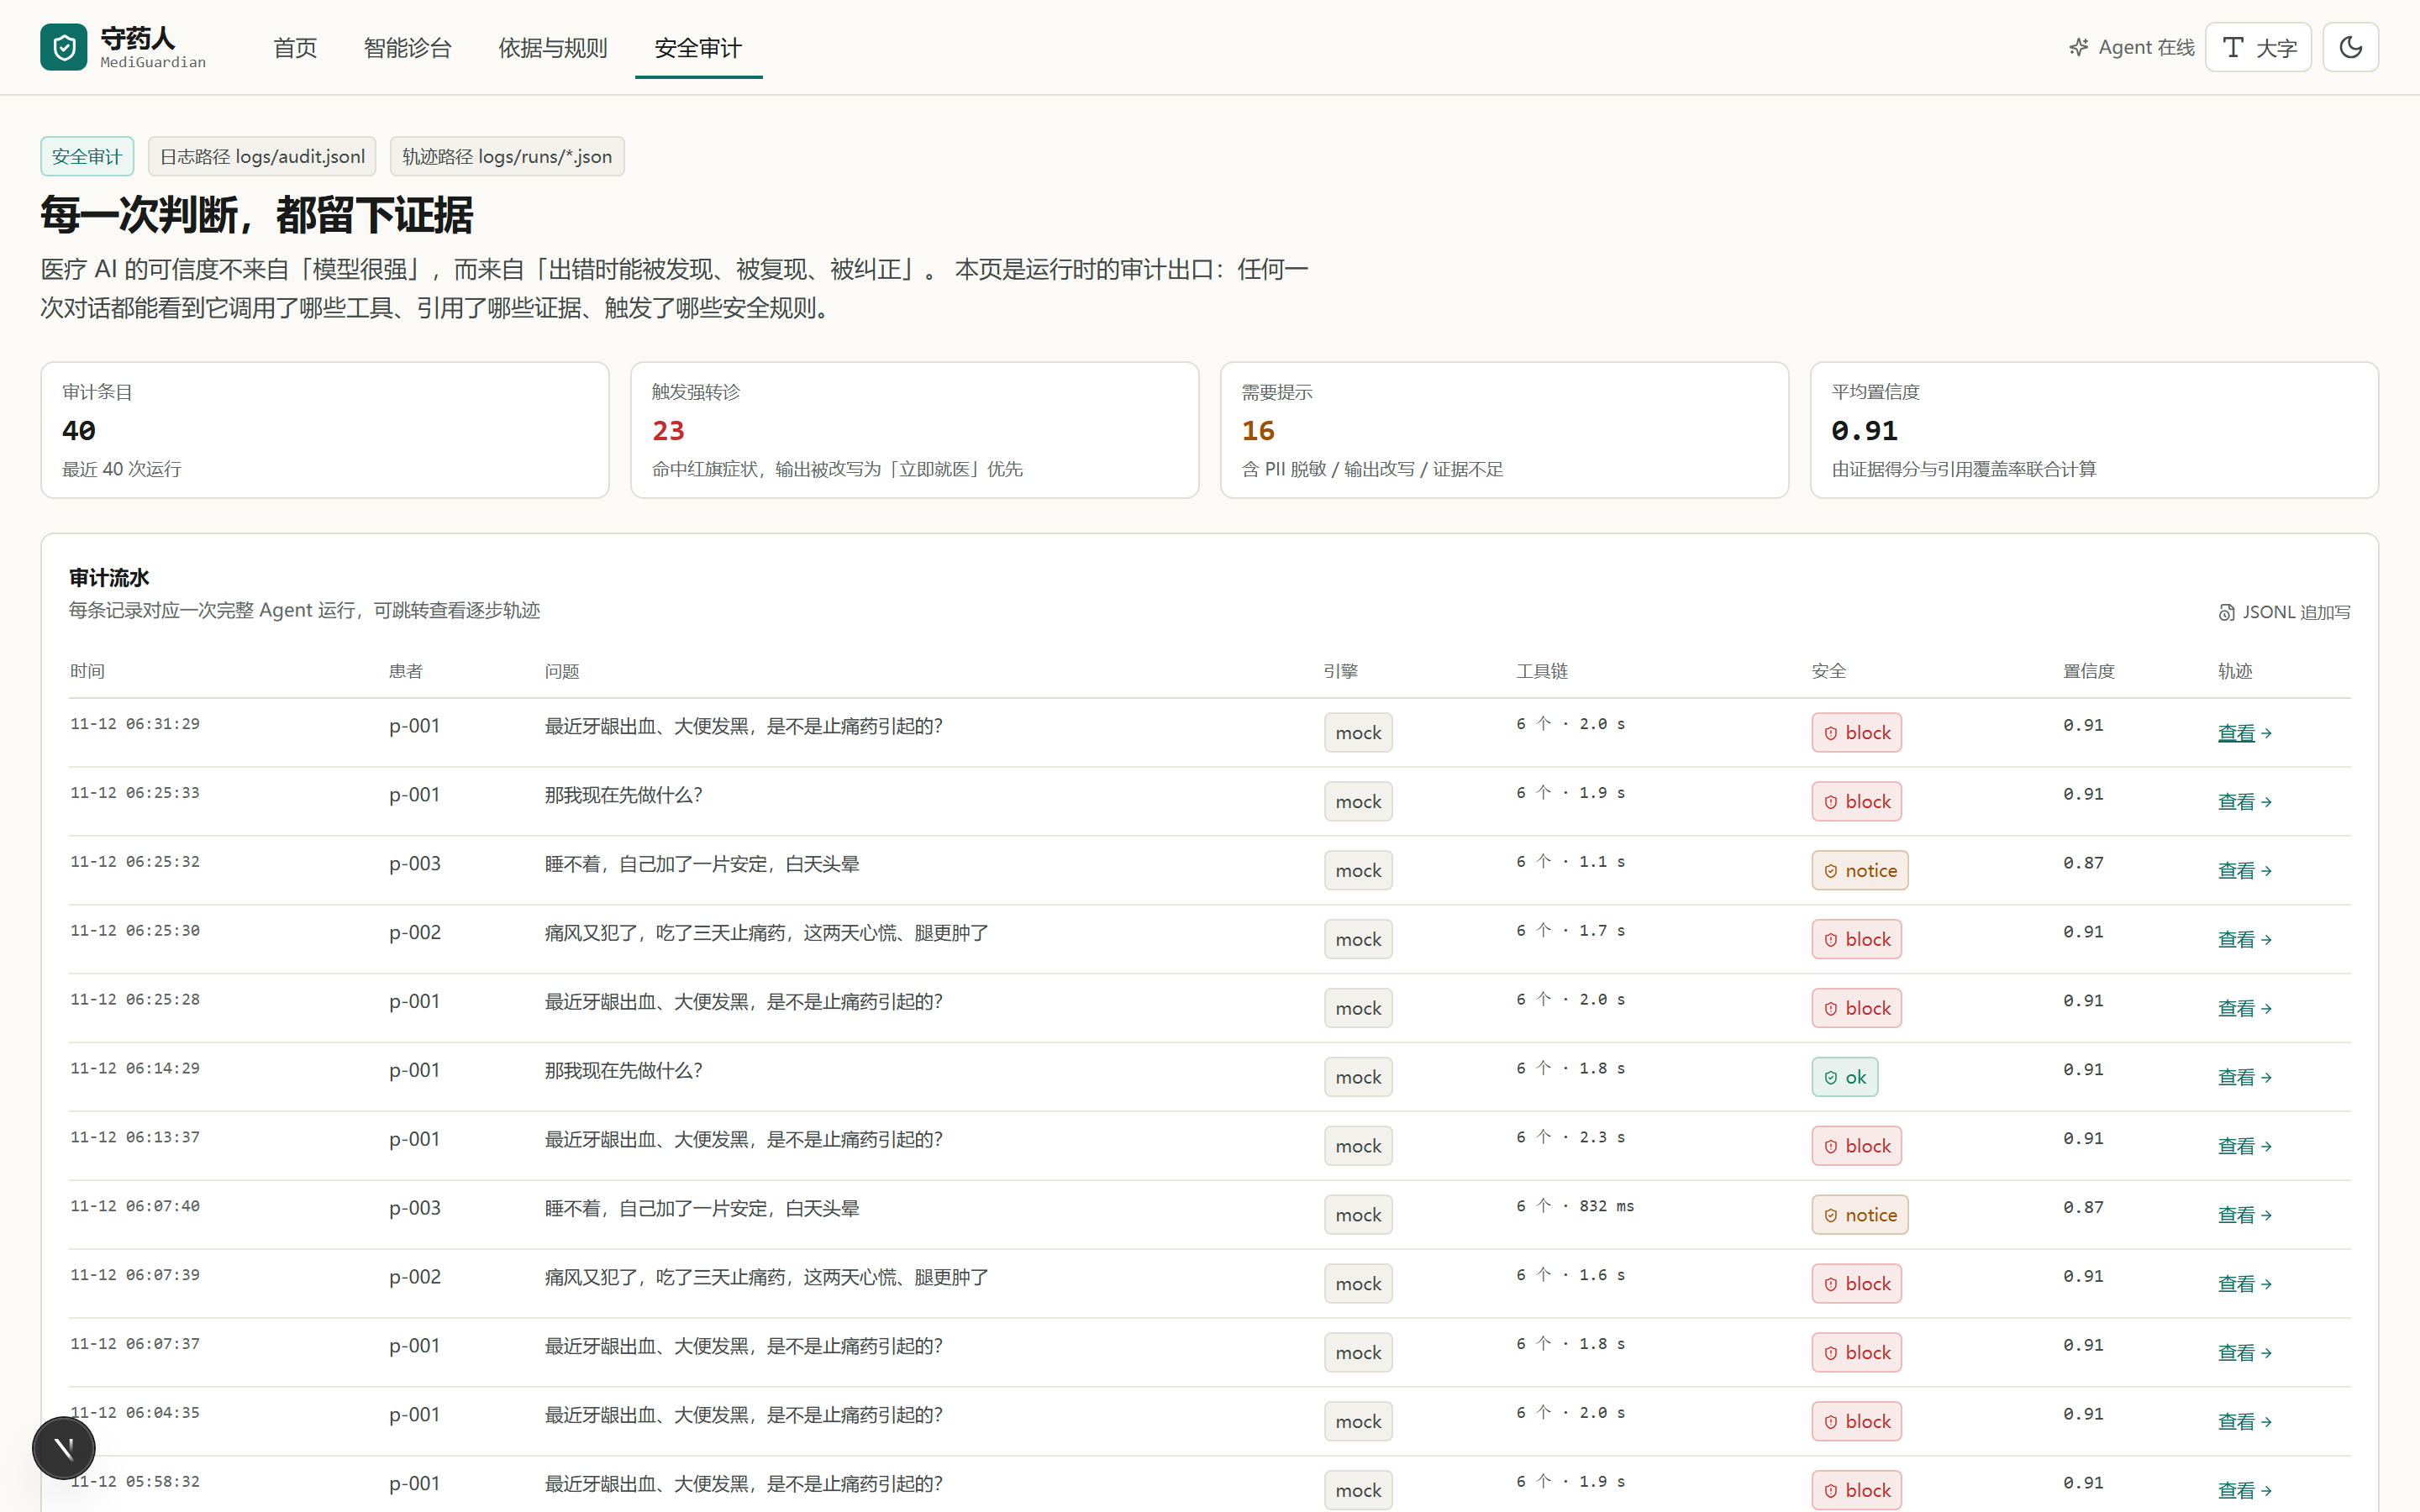 守药人
MediGuardian
首页 智能诊台 依据与规则 安全审计
Agent 在线 大字
安全审计 日志路径 logs/audit.jsonl 轨迹路径 logs/runs/*.json
每一次判断，都留下证据
医疗 AI 的可信度不来自「模型很强」，而来自「出错时能被发现、被复现、被纠正」。 本页是运行时的审计出口：任何一
次对话都能看到它调用了哪些工具、引用了哪些证据、触发了哪些安全规则。
审计条目
40
最近 40 次运行
触发强转诊
23
命中红旗症状，输出被改写为「立即就医」优先
需要提示
16
含 PII 脱敏 / 输出改写 / 证据不足
平均置信度
0.91
由证据得分与引用覆盖率联合计算
审计流水
每条记录对应一次完整 Agent 运行，可跳转查看逐步轨迹
JSONL 追加写
时间 患者 问题 引擎 工具链 安全 置信度 轨迹
11-12 06:31:29 p-001 最近牙龈出血、大便发黑，是不是止痛药引起的？ mock 6 个 · 2.0 s block 0.91 查看→
11-12 06:25:33 p-001 那我现在先做什么？ mock 6 个 · 1.9 s block 0.91 查看→
11-12 06:25:32 p-003 睡不着，自己加了一片安定，白天头晕 mock 6 个 · 1.1 s notice 0.87 查看→
11-12 06:25:30 p-002 痛风又犯了，吃了三天止痛药，这两天心慌、腿更肿了 mock 6 个 · 1.7 s block 0.91 查看→
11-12 06:25:28 p-001 最近牙龈出血、大便发黑，是不是止痛药引起的？ mock 6 个 · 2.0 s block 0.91 查看→
11-12 06:14:29 p-001 那我现在先做什么？ mock 6 个 · 1.8 s ok 0.91 查看→
11-12 06:13:37 p-001 最近牙龈出血、大便发黑，是不是止痛药引起的？ mock 6 个 · 2.3 s block 0.91 查看→
11-12 06:07:40 p-003 睡不着，自己加了一片安定，白天头晕 mock 6 个 · 832 ms notice 0.87 查看→
11-12 06:07:39 p-002 痛风又犯了，吃了三天止痛药，这两天心慌、腿更肿了 mock 6 个 · 1.6 s block 0.91 查看→
11-12 06:07:37 p-001 最近牙龈出血、大便发黑，是不是止痛药引起的？ mock 6 个 · 1.8 s block 0.91 查看→
11-12 06:04:35 p-001 最近牙龈出血、大便发黑，是不是止痛药引起的？ mock 6 个 · 2.0 s block 0.91 查看→
11-12 05:58:32 p-001 最近牙龈出血、大便发黑，是不是止痛药引起的？ mock 6 个 · 1.9 s block 0.91 查看→